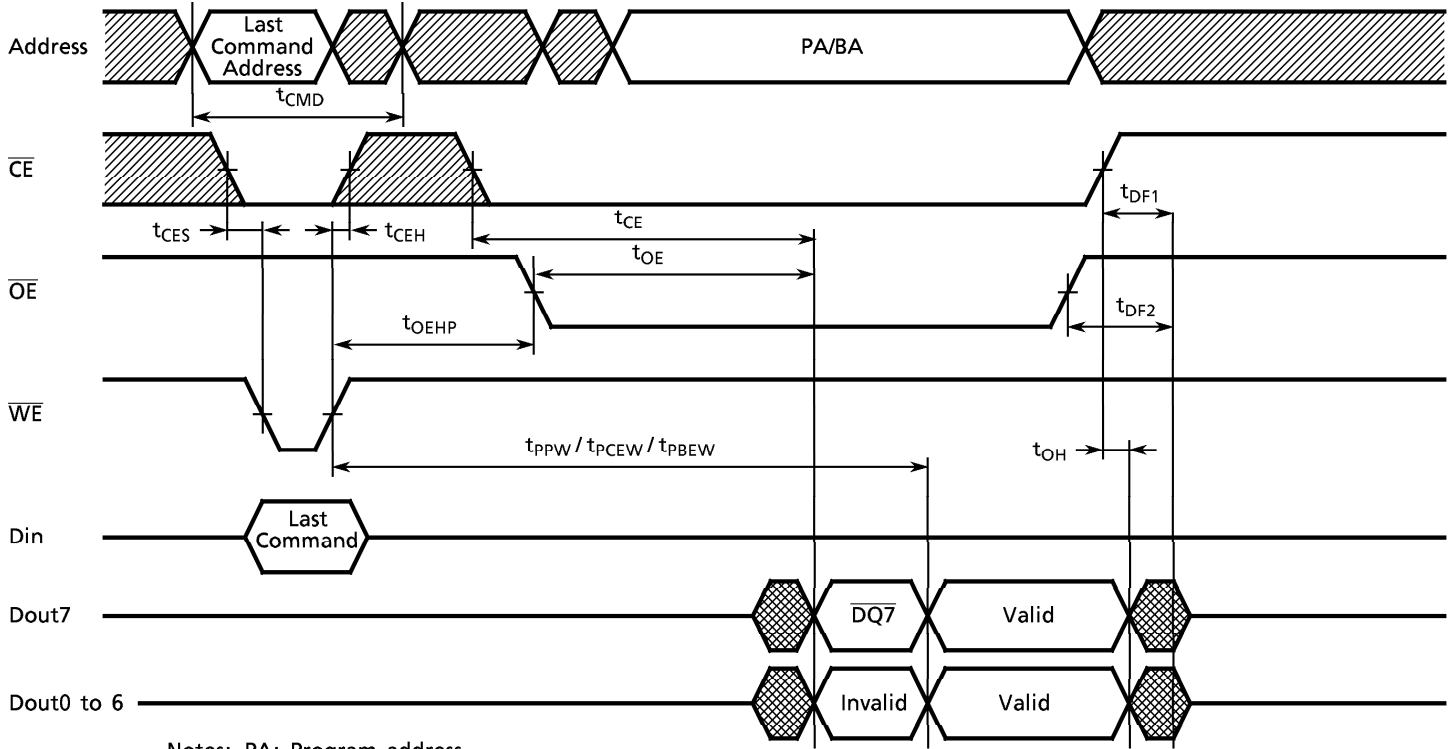 Address
Last
Command
Address
PA/BA
tCMD
CE
tDF1
tCES
tCEH
tCE
tOE
OE
tDF2
tOEHP
WE
tPPW / tPCEW / tPBEW
tOH
Din
Last
Command
Dout7
DQ7
Valid
Dout0 to 6
Invalid
Valid
Notes: PA: Program address